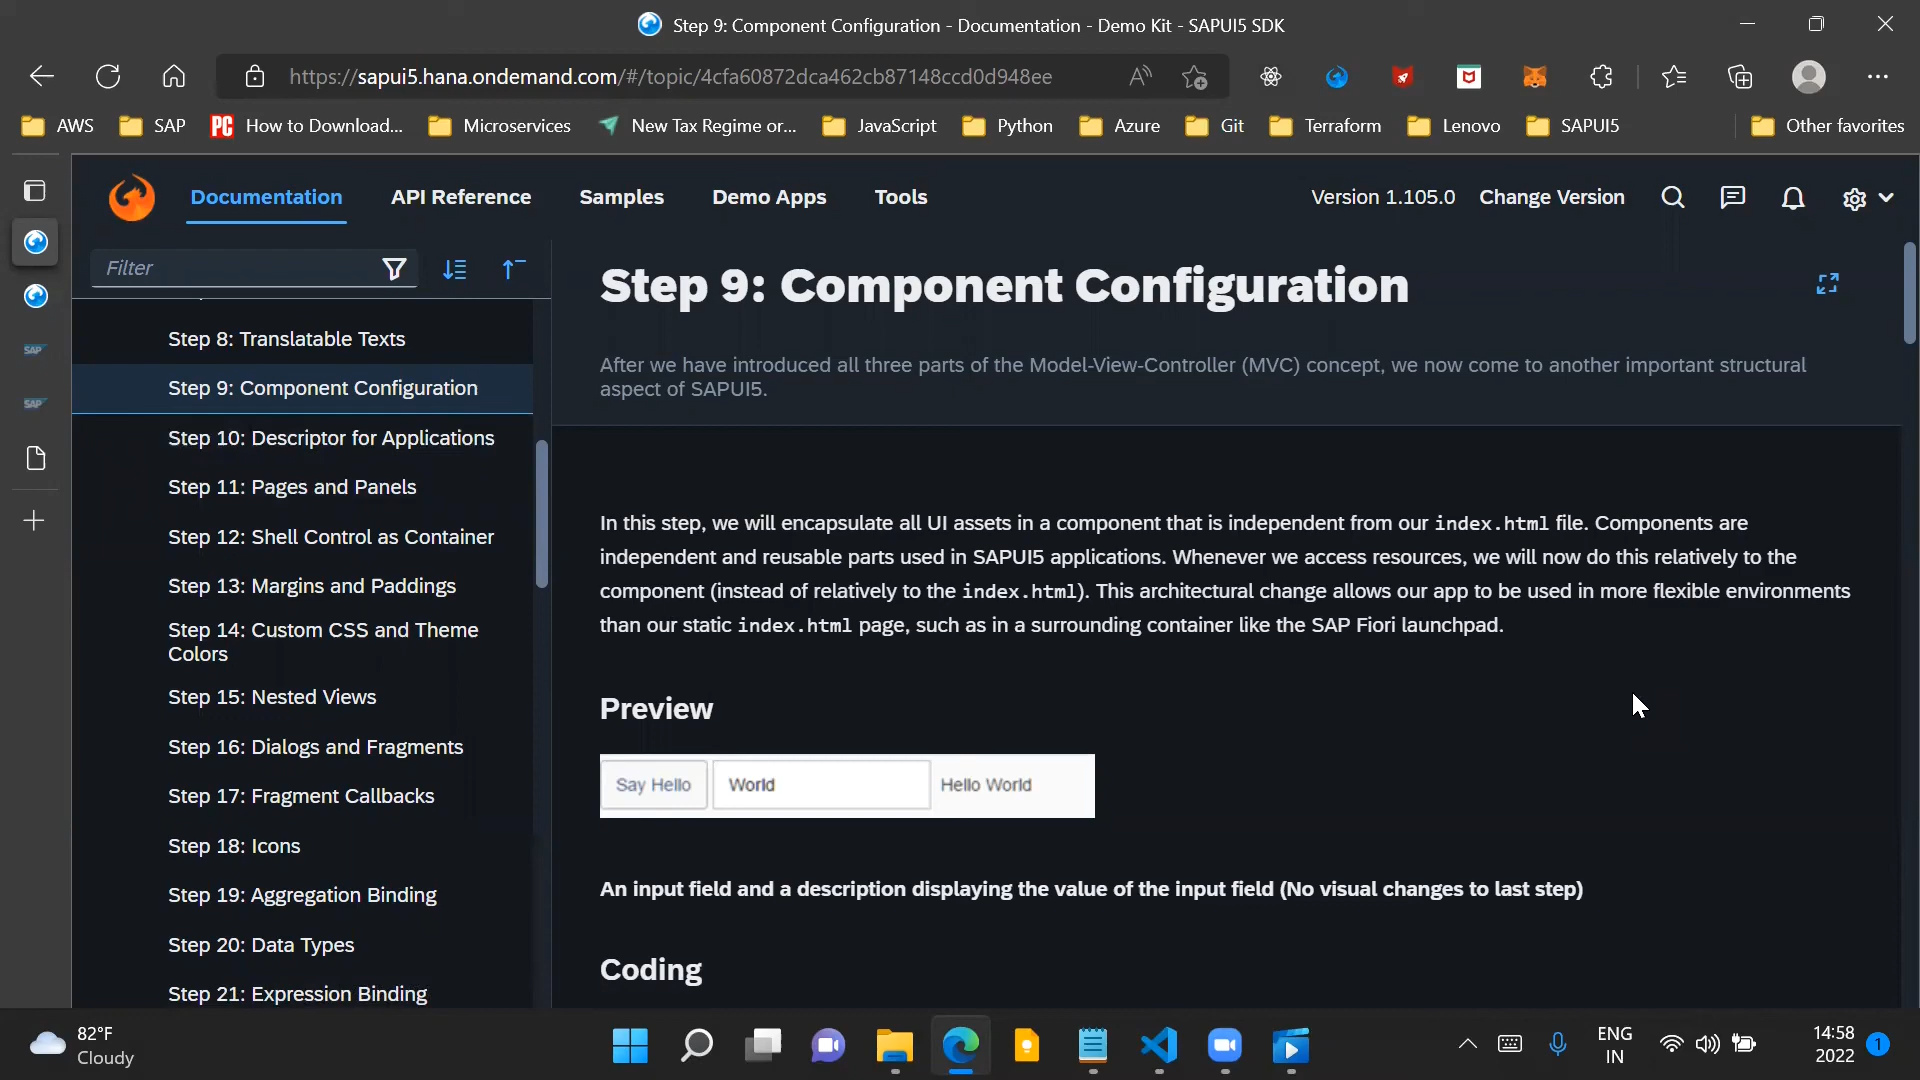 Step 9: Component Configuration - Documentation - Demo Kit - SAPUI5 SDK
https://sapui5.hana.ondemand.com/#/topic/4cfa60872dca462cb87148ccd0d948ee
AWS
SAP
PC How to Download...
Microservices
New Tax Regime or...
JavaScript
Python
Azure
Git
Terraform
Lenovo
SAPUI5
Other favorites
Documentation
API Reference
Samples
Demo Apps
Tools
Version 1.105.0
Change Version
Filter
SAP
SAP
Step 8: Translatable Texts
Step 9: Component Configuration
Step 10: Descriptor for Applications
Step 11: Pages and Panels
Step 12: Shell Control as Container
Step 13: Margins and Paddings
Step 14: Custom CSS and Theme
Colors
Step 15: Nested Views
Step 16: Dialogs and Fragments
Step 17: Fragment Callbacks
Step 18: Icons
Step 19: Aggregation Binding
Step 20: Data Types
Step 21: Expression Binding
Step 9: Component Configuration
After we have introduced all three parts of the Model-View-Controller (MVC) concept, we now come to another important structural
aspect of SAPUI5.
In this step, we will encapsulate all UI assets in a component that is independent from our index.html file. Components are
independent and reusable parts used in SAPUI5 applications. Whenever we access resources, we will now do this relatively to the
component (instead of relatively to the index.html). This architectural change allows our app to be used in more flexible environments
than our static index.html page, such as in a surrounding container like the SAP Fiori launchpad.
Preview
Say Hello
World
Hello World
An input field and a description displaying the value of the input field (No visual changes to last step)
Coding
82°F
Cloudy
ENG
IN
14:58
2022
1